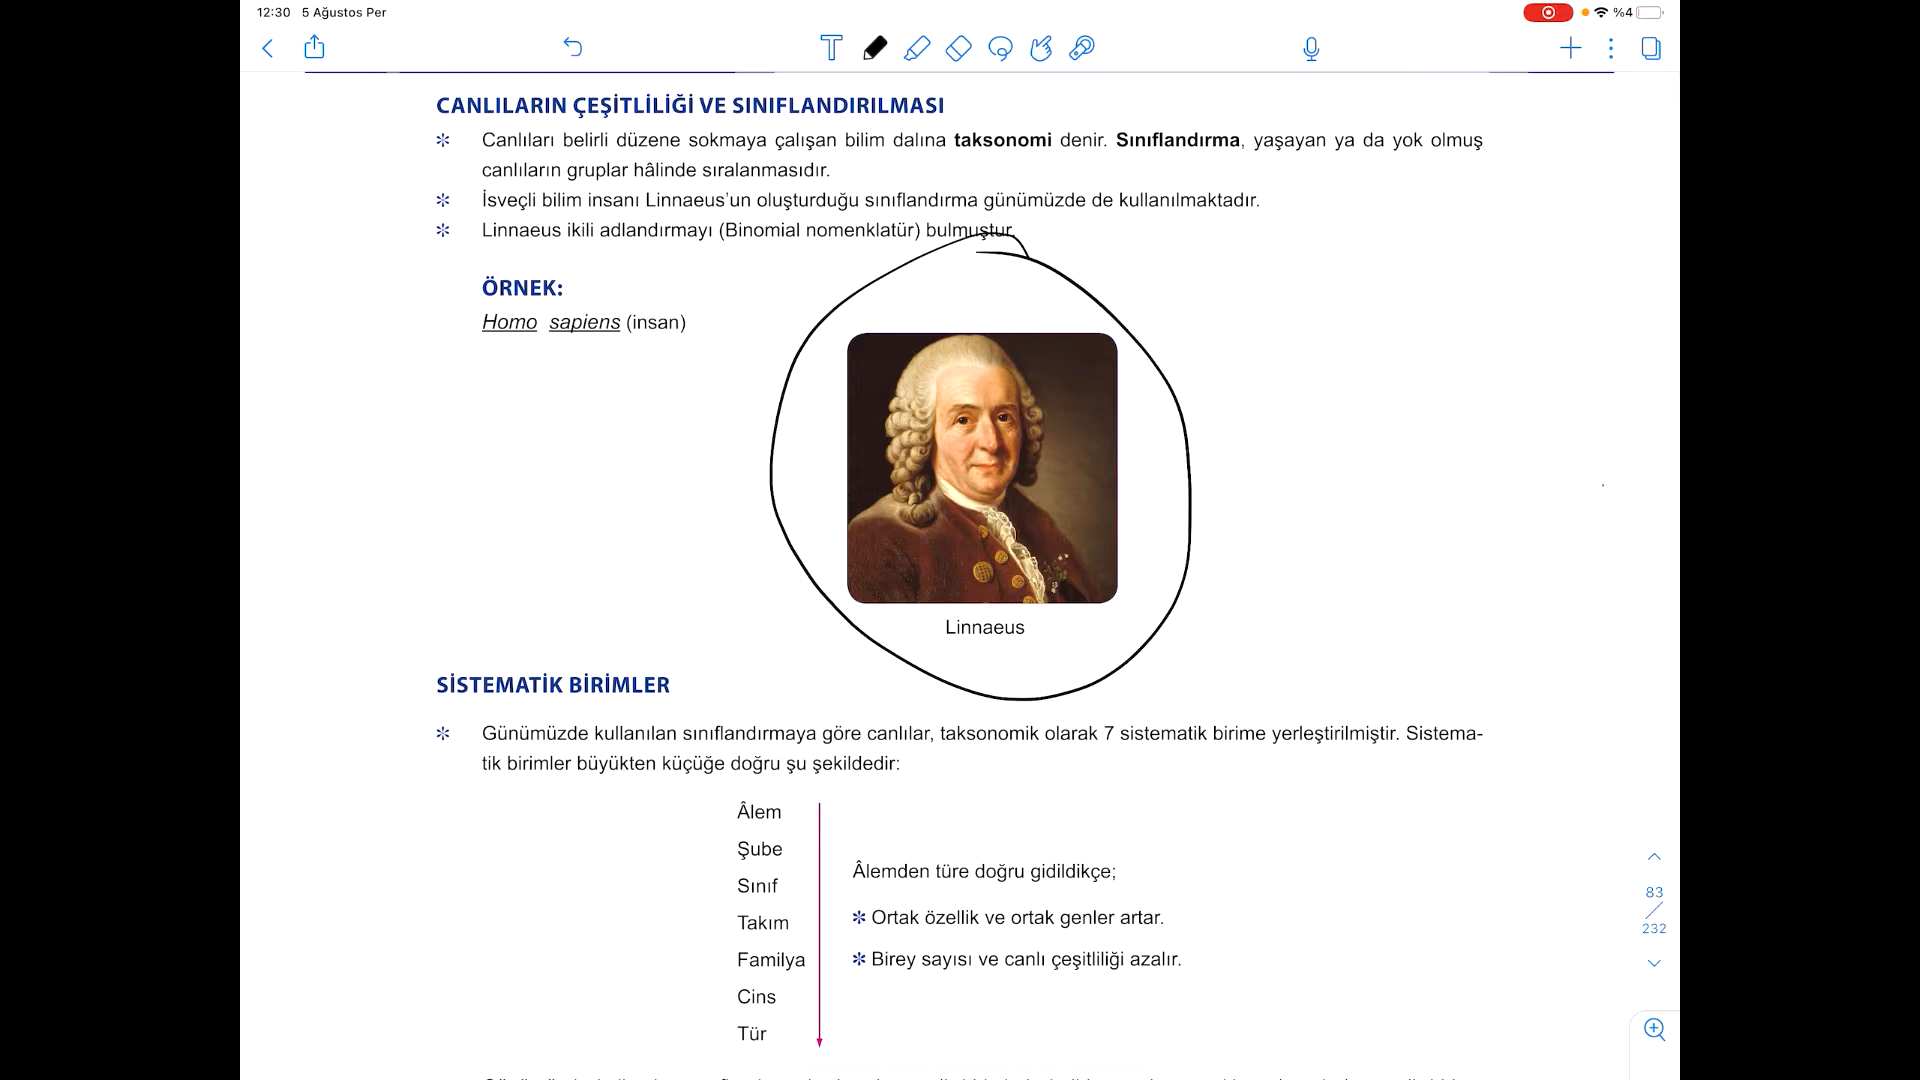 12:30 5 Ağustos Per
%4
CANLILARIN ÇEŞİTLİLİĞİ VE SINIFLANDIRILMASI
* Canlıları belirli düzene sokmaya çalışan bilim dalına taksonomi denir. Sınıflandırma, yaşayan ya da yok olmuş
canlıların gruplar hâlinde sıralanmasıdır.
* İsveçli bilim insanı Linnaeus'un oluşturduğu sınıflandırma günümüzde de kullanılmaktadır.
* Linnaeus ikili adlandırmayı (Binomial nomenklatür) bulmuştur.
ÖRNEK:
Homo sapiens (insan)
Linnaeus
SİSTEMATİK BİRİMLER
* Günümüzde kullanılan sınıflandırmaya göre canlılar, taksonomik olarak 7 sistematik birime yerleştirilmiştir. Sistema-
tik birimler büyükten küçüğe doğru şu şekildedir:
Âlem
Şube
Sınıf
Takım
Familya
Cins
Tür
Âlemden türe doğru gidildikçe;
* Ortak özellik ve ortak genler artar.
* Birey sayısı ve canlı çeşitliliği azalır.
83
232